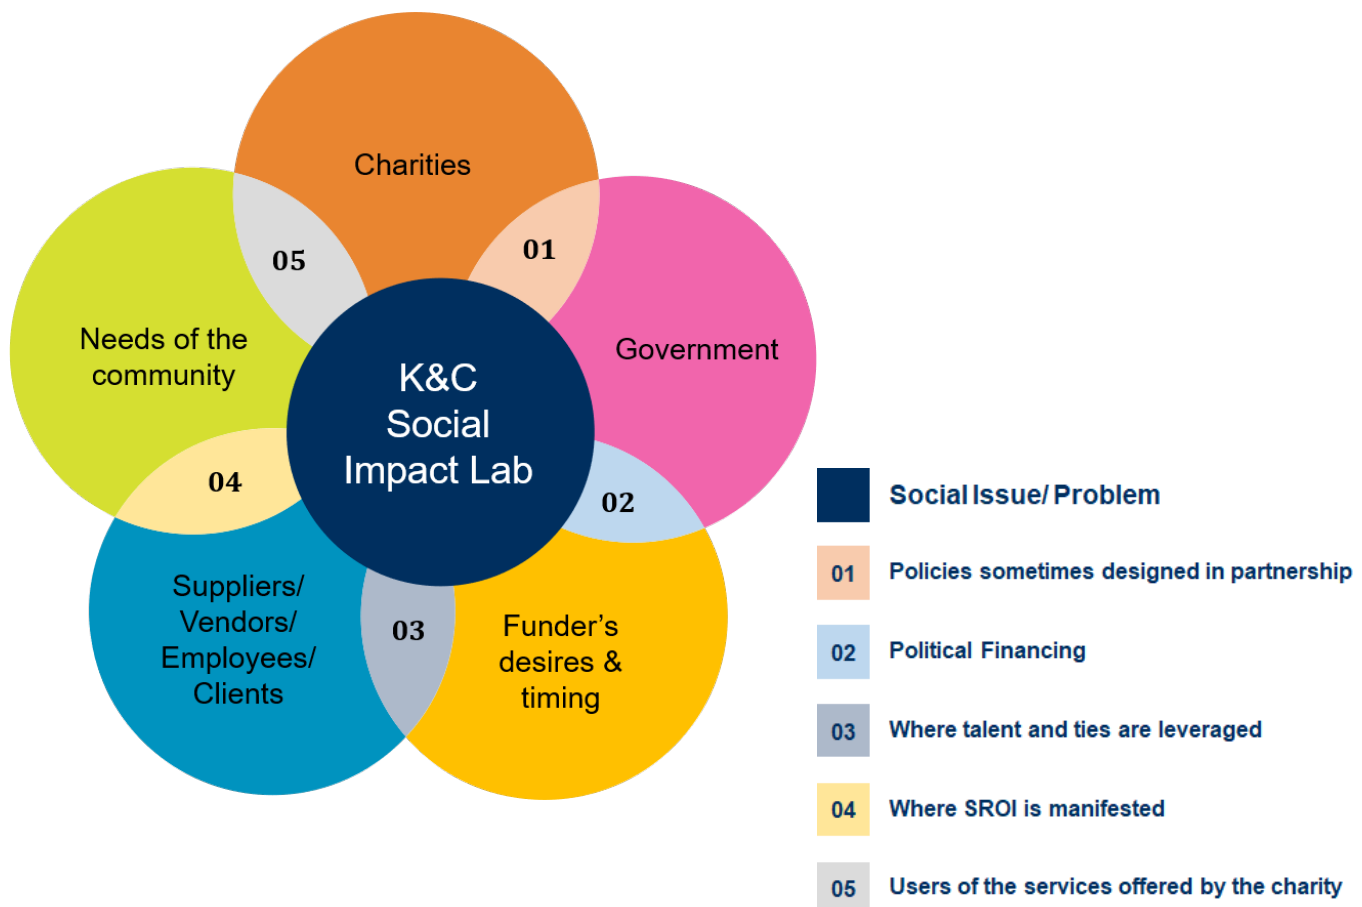 Charities
01
05
Government
Needs of the
community
K&C
Social
Impact Lab
04
02
Suppliers/
Vendors/
Employees/
Clients
03
Funder’s
desires &
timing
Social Issue/ Problem
01 Policies sometimes designed in partnership
02 Political Financing
03 Where talent and ties are leveraged
04 Where SROI is manifested
05 Users of the services offered by the charity